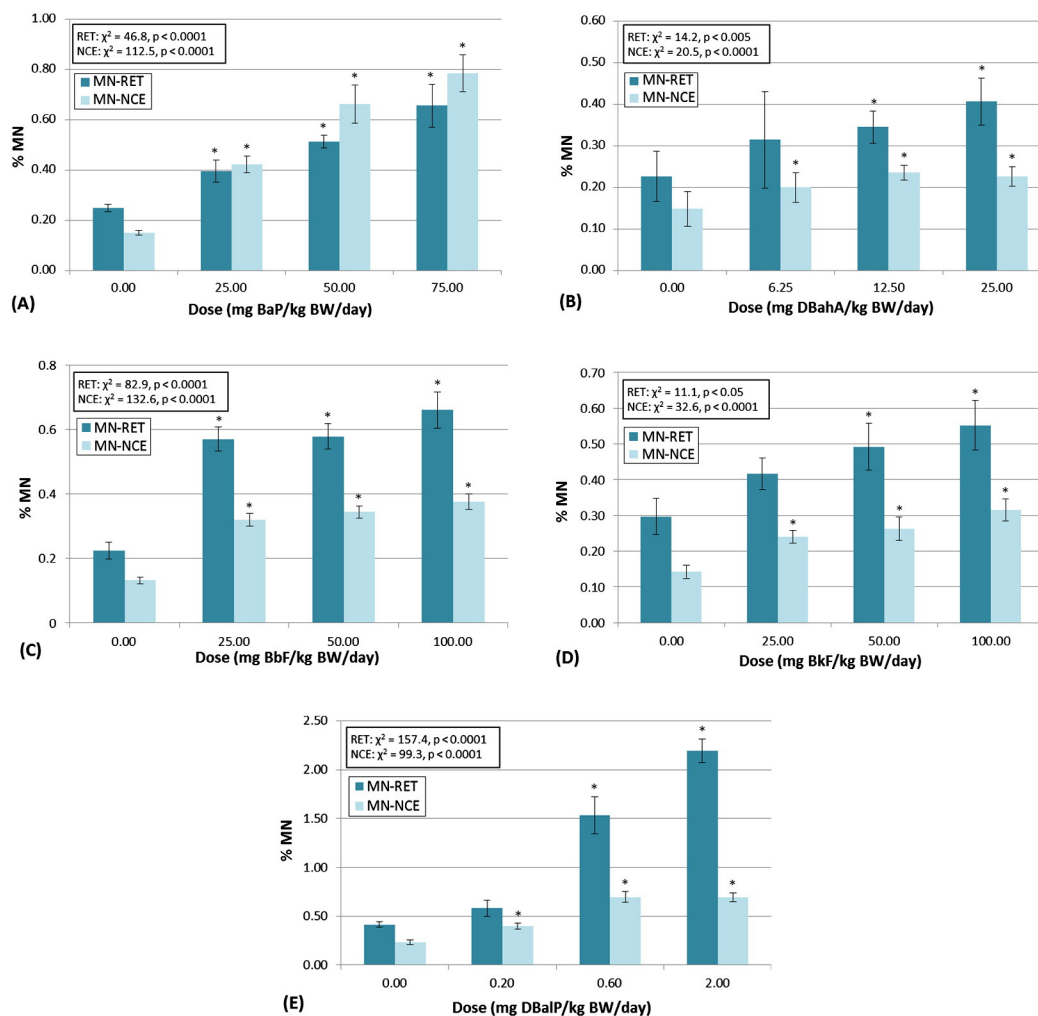 RET: χ² = 46.8, p < 0.0001
NCE: χ² = 112.5, p < 0.0001
MN-RET
MN-NCE
% MN
1.00
0.80
0.60
0.40
0.20
0.00
* * * * * *
0.00 25.00 50.00 75.00
Dose (mg BaP/kg BW/day)
(A)
RET: χ² = 14.2, p < 0.005
NCE: χ² = 20.5, p < 0.0001
MN-RET
MN-NCE
% MN
0.60
0.50
0.40
0.30
0.20
0.10
0.00
* * * * *
0.00 6.25 12.50 25.00
Dose (mg DBahA/kg BW/day)
(B)
RET: χ² = 82.9, p < 0.0001
NCE: χ² = 132.6, p < 0.0001
MN-RET
MN-NCE
% MN
0.8
0.6
0.4
0.2
0
* * * * * *
0.00 25.00 50.00 100.00
Dose (mg BbF/kg BW/day)
(C)
RET: χ² = 11.1, p < 0.05
NCE: χ² = 32.6, p < 0.0001
MN-RET
MN-NCE
% MN
0.70
0.60
0.50
0.40
0.30
0.20
0.10
0.00
* * * * *
0.00 25.00 50.00 100.00
Dose (mg BkF/kg BW/day)
(D)
RET: χ² = 157.4, p < 0.0001
NCE: χ² = 99.3, p < 0.0001
MN-RET
MN-NCE
% MN
2.50
2.00
1.50
1.00
0.50
0.00
* * * * *
0.00 0.20 0.60 2.00
Dose (mg DBalP/kg BW/day)
(E)